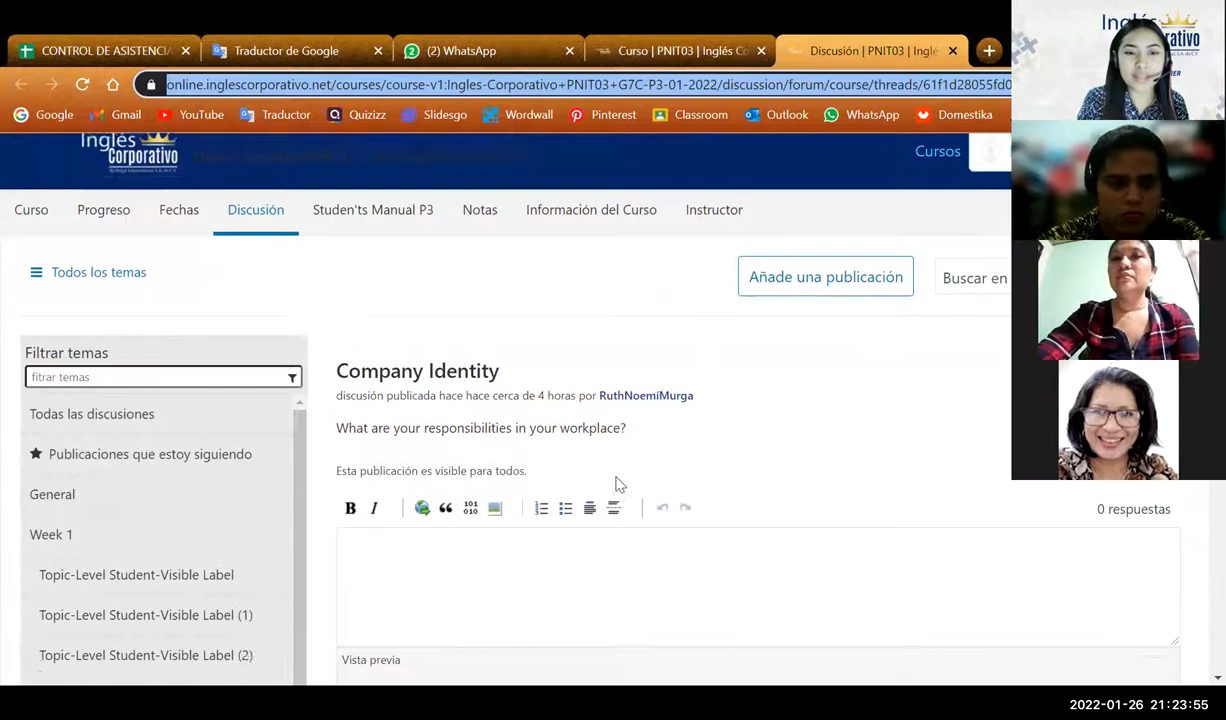 CONTROL DE ASISTENCIA
Traductor de Google
(2) WhatsApp
Curso | PNIT03 | Inglés Co
Discusión | PNIT03 | Inglé
online.inglescorporativo.net/courses/course-v1:Ingles-Corporativo+PNIT03+G7C-P3-01-2022/discussion/forum/course/threads/61f1d28055fd0
Google
Gmail
YouTube
Traductor
Quizizz
Slidesgo
Wordwall
Pinterest
Classroom
Outlook
WhatsApp
Domestika
Inglés
Corporativo
Cursos
Curso
Progreso
Fechas
Discusión
Studen'ts Manual P3
Notas
Información del Curso
Instructor
Todos los temas
Añade una publicación
Buscar en
Filtrar temas
fitrar temas
Todas las discusiones
Publicaciones que estoy siguiendo
General
Week 1
Topic-Level Student-Visible Label
Topic-Level Student-Visible Label (1)
Topic-Level Student-Visible Label (2)
Company Identity
discusión publicada hace hace cerca de 4 horas por RuthNoemíMurga
What are your responsibilities in your workplace?
Esta publicación es visible para todos.
B I
101
010
0 respuestas
Vista previa
2022-01-26 21:23:55